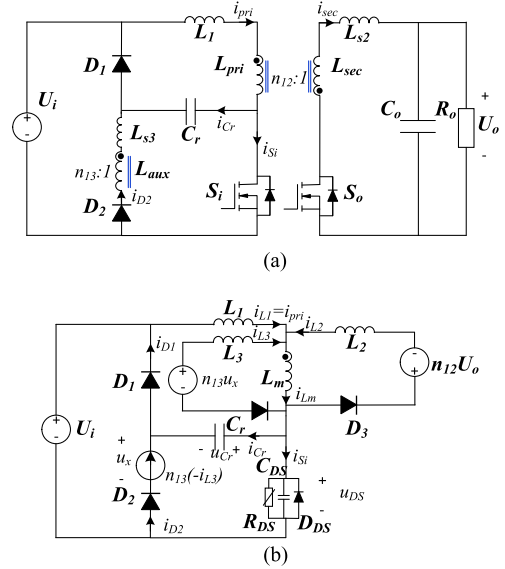 L1 ipri isec Ls2
D1 Lpri n12:1 Lsec
Ui Cr iCr Co Ro + Uo -
Ls3 iSi
n13:1 Laux Si So
iD2
D2
(a)
L1 iL1=ipri iL2 L2
iD1 L3 iL3
D1 n13ux Lm n12Uo
iLm
Ui Cr D3
+ ux - - uCr + iCr
n13(-iL3) CDS iSi
D2 + uDS -
iD2 RDS DDS
(b)